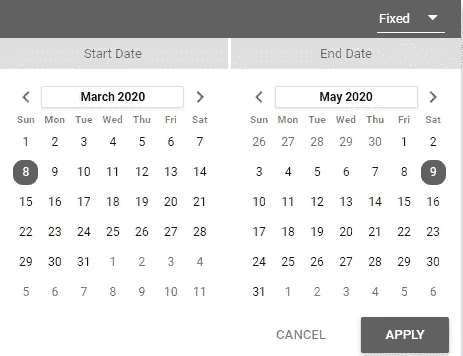 Fixed
Start Date
End Date
March 2020
Sun Mon Tue Wed Thu Fri Sat
1 2 3 4 5 6 7
8 9 10 11 12 13 14
15 16 17 18 19 20 21
22 23 24 25 26 27 28
29 30 31 1 2 3 4
5 6 7 8 9 10 11
May 2020
Sun Mon Tue Wed Thu Fri Sat
26 27 28 29 30 1 2
3 4 5 6 7 8 9
10 11 12 13 14 15 16
17 18 19 20 21 22 23
24 25 26 27 28 29 30
31 1 2 3 4 5 6
CANCEL
APPLY